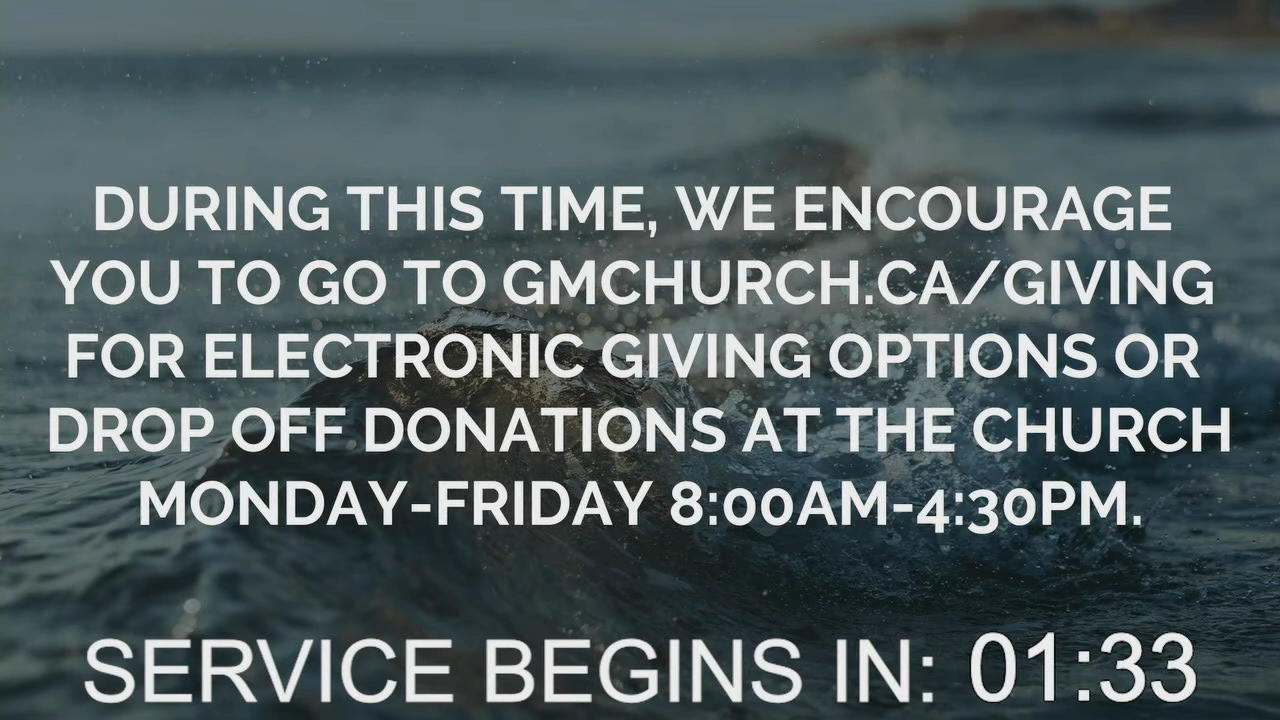 DURING THIS TIME, WE ENCOURAGE
YOU TO GO TO GMCHURCH.CA/GIVING
FOR ELECTRONIC GIVING OPTIONS OR
DROP OFF DONATIONS AT THE CHURCH
MONDAY-FRIDAY 8:00AM-4:30PM.
SERVICE BEGINS IN: 01:33